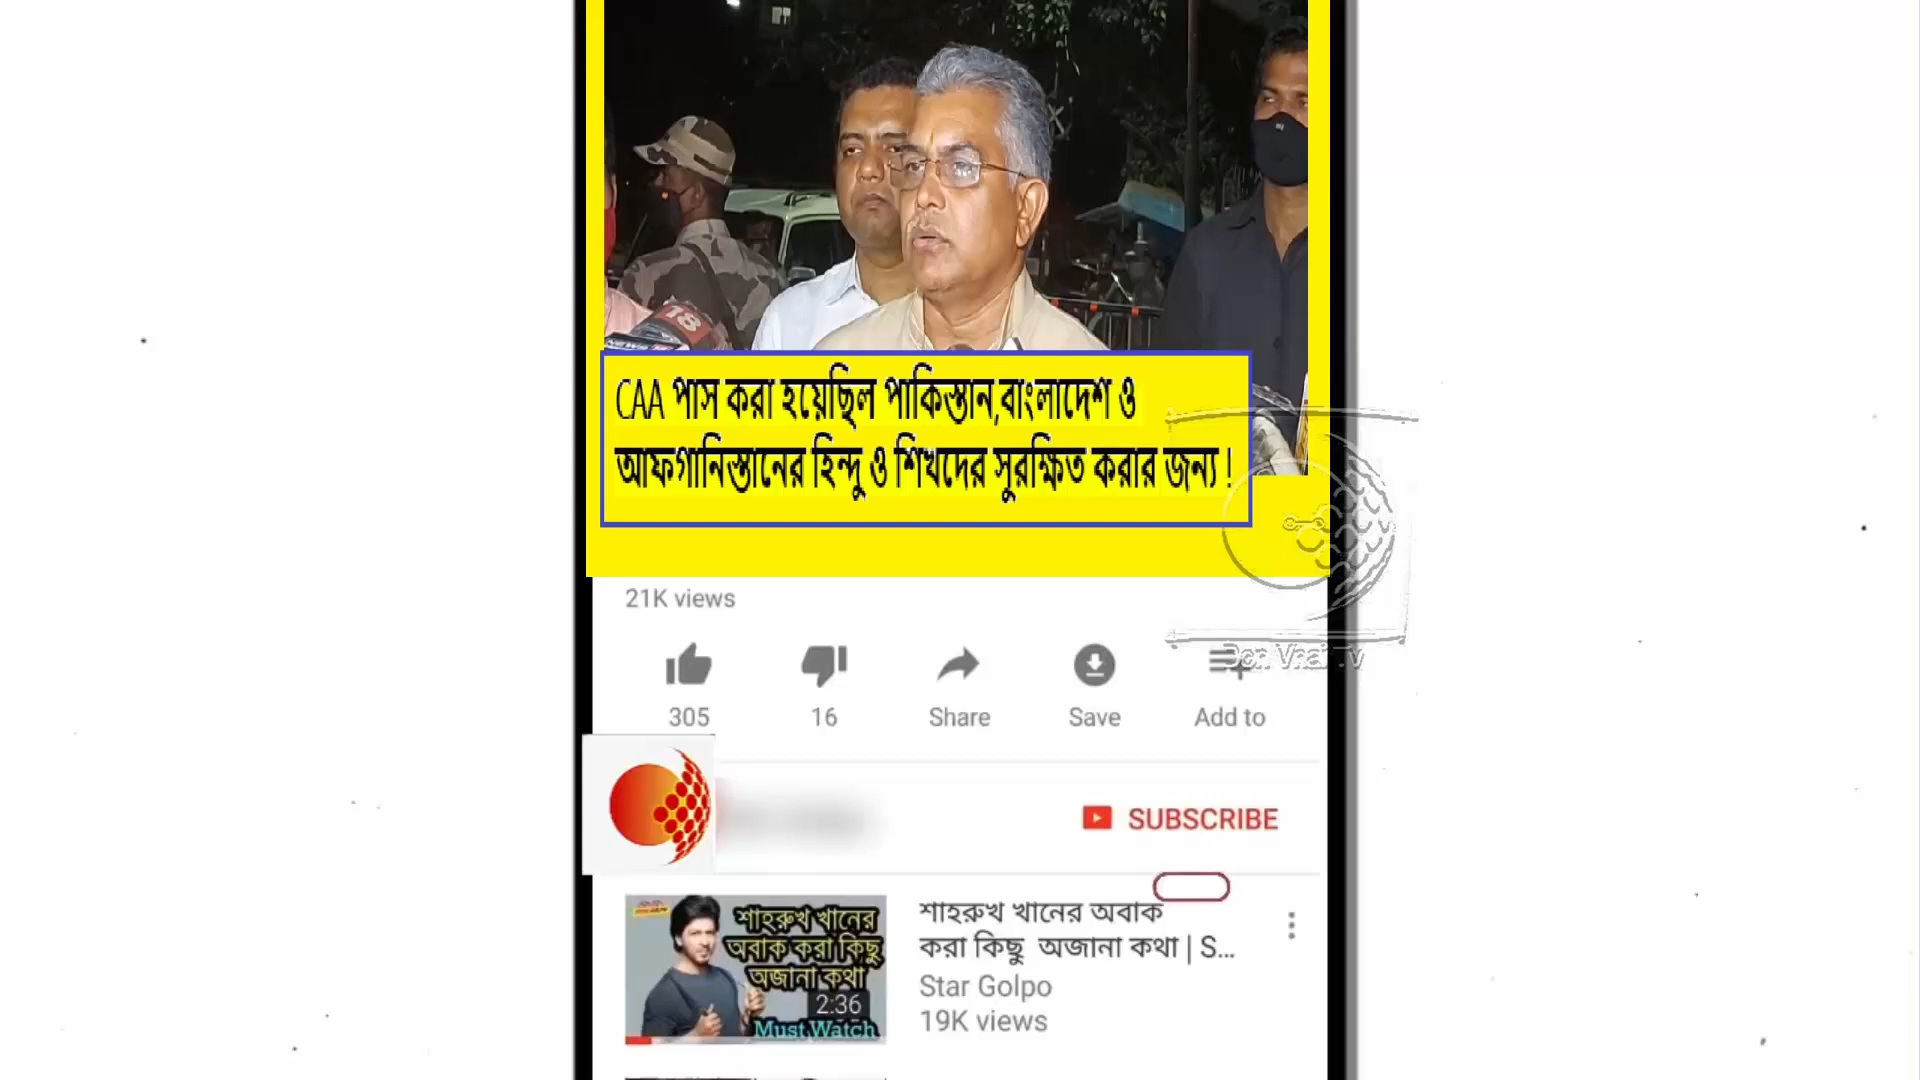 18
CAA পাস করা হয়েছিল পাকিস্তান,বাংলাদেশ ও
আফগানিস্তানের হিন্দু ও শিখদের সুরক্ষিত করার জন্য !
21K views
305
16
Share
Save
Add to
SUBSCRIBE
শাহরুখ খানের
অবাক করা কিছু
অজানা কথা
2:36
Must Watch
শাহরুখ খানের অবাক
করা কিছু অজানা কথা | S...
Star Golpo
19K views